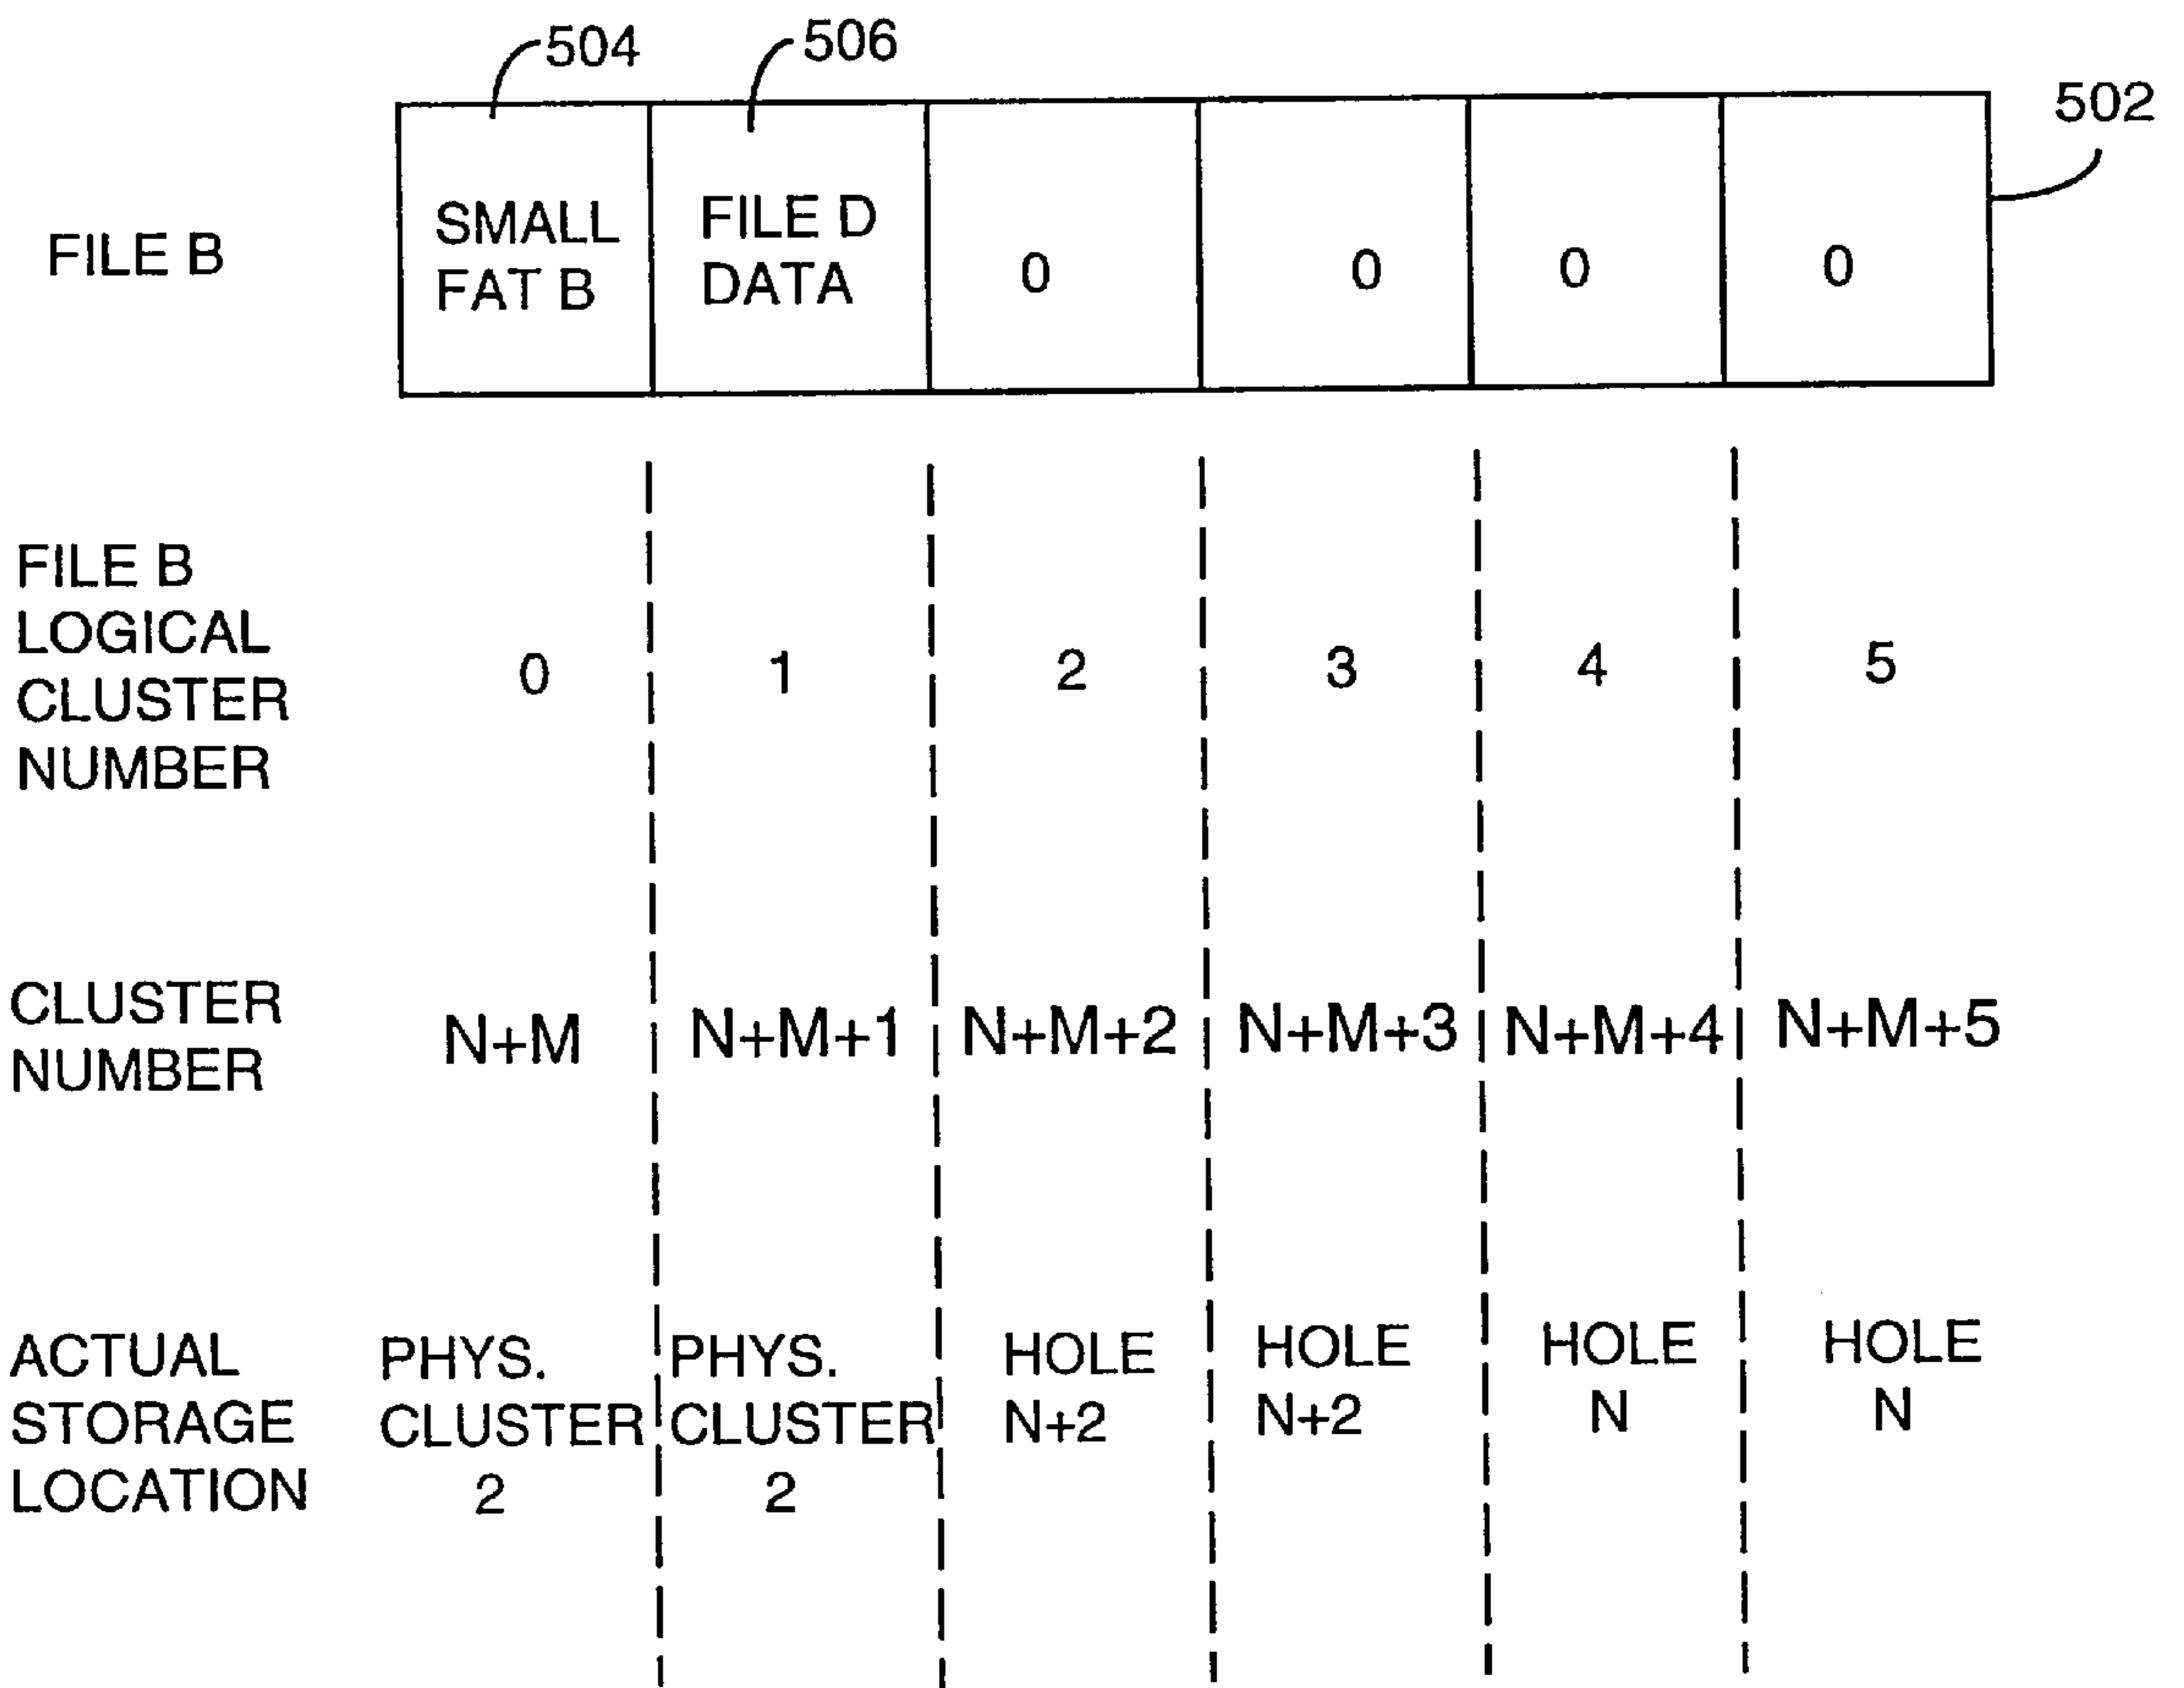 504
506
502
FILE B
SMALL
FAT B
FILE D
DATA
0
0
0
0
FILE B
LOGICAL
CLUSTER
NUMBER
0
1
2
3
4
5
CLUSTER
NUMBER
N+M
N+M+1
N+M+2
N+M+3
N+M+4
N+M+5
ACTUAL
STORAGE
LOCATION
PHYS.
CLUSTER
2
PHYS.
CLUSTER
2
HOLE
N+2
HOLE
N+2
HOLE
N
HOLE
N